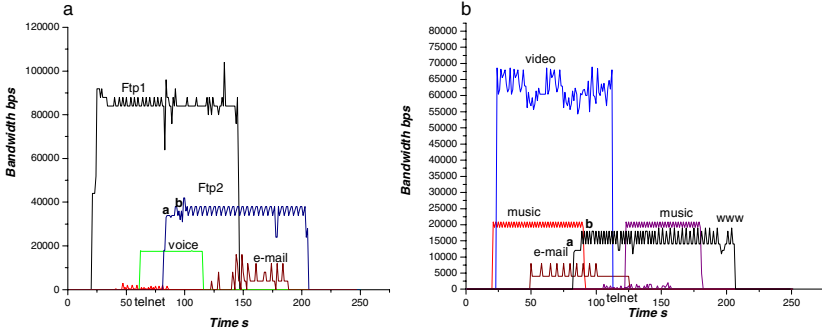 a
120000
100000
80000
60000
40000
20000
0
Bandwidth bps
Ftp1
Ftp2
a
b
voice
e-mail
telnet
0 50 100 150 200 250
Time s
b
80000
75000
70000
65000
60000
55000
50000
45000
40000
35000
30000
25000
20000
15000
10000
5000
0
Bandwidth bps
video
music
music
www
b
a
e-mail
telnet
0 50 100 150 200 250
Time s